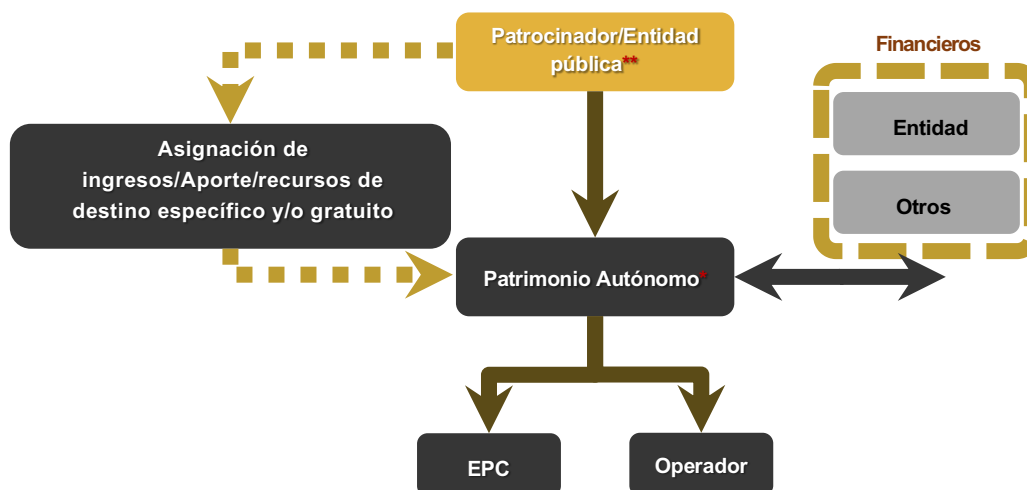 Patrocinador/Entidad
pública**
Financieros
Entidad
Otros
Asignación de
ingresos/Aporte/recursos de
destino específico y/o gratuito
Patrimonio Autónomo*
EPC
Operador